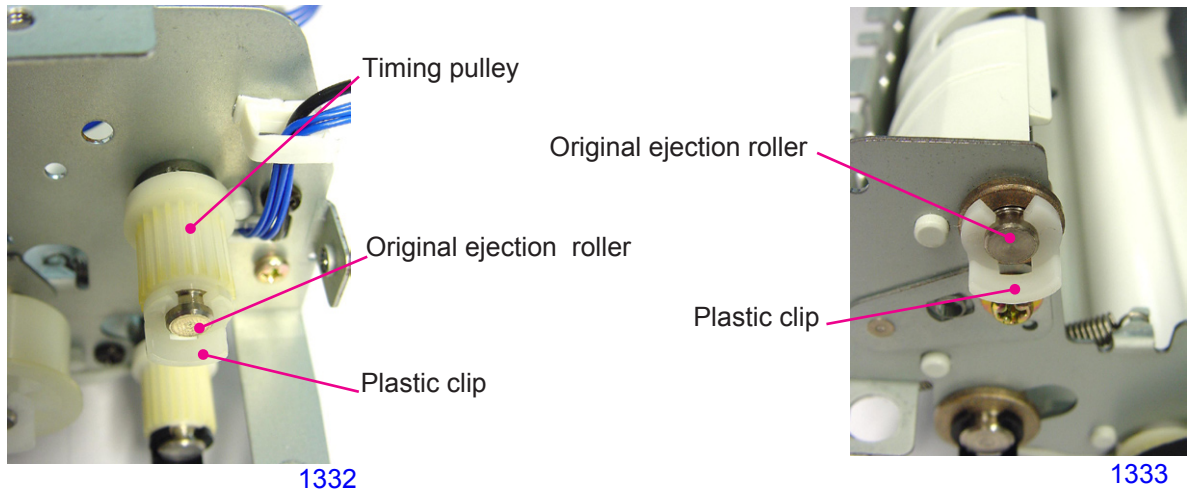 Timing pulley
Original ejection  roller
Plastic clip
1332
Original ejection roller
Plastic clip
1333